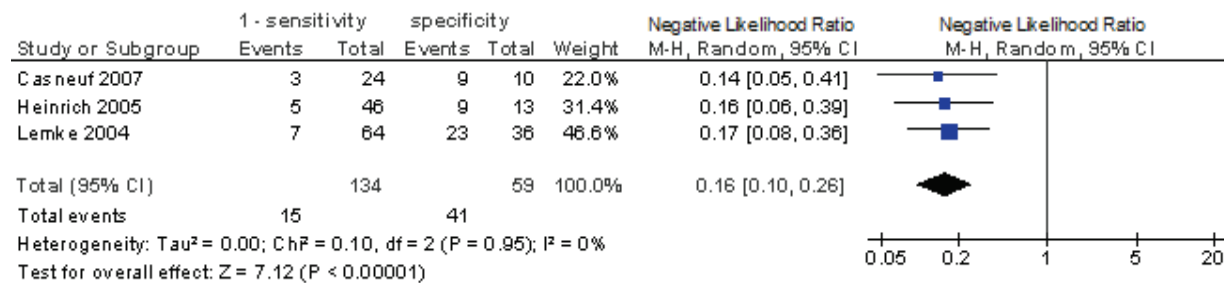 1 - sensitivity specificity Negative Likelihood Ratio Negative Likelihood Ratio
Study or Subgroup Events Total Events Total Weight M-H, Random, 95% CI M-H, Random, 95% CI
Casneuf 2007 3 24 9 10 22.0% 0.14 [0.05, 0.41]
Heinrich 2005 5 46 9 13 31.4% 0.16 [0.06, 0.39]
Lemke 2004 7 64 23 36 46.6% 0.17 [0.08, 0.36]
Total (95% CI) 134 59 100.0% 0.16 [0.10, 0.26]
Total events 15 41
Heterogeneity: Tau² = 0.00; Chi² = 0.10, df = 2 (P = 0.95); I² = 0%
Test for overall effect: Z = 7.12 (P < 0.00001)
0.05 0.2 1 5 20